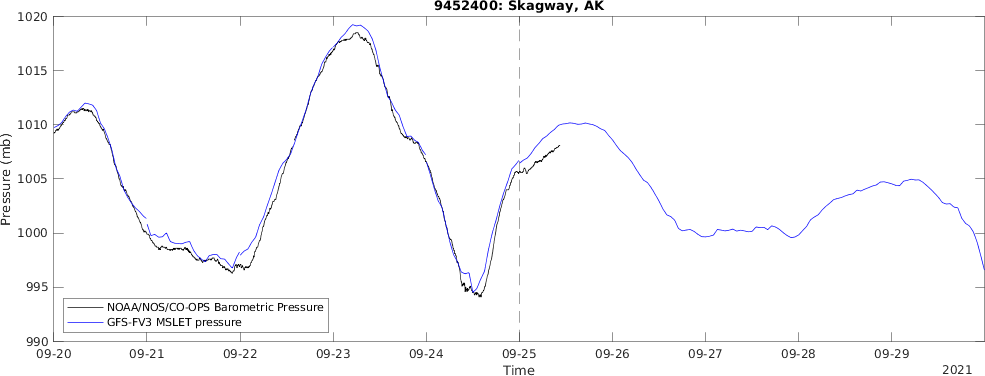 9452400: Skagway, AK
1020
1015
1010
1005
1000
995
990
Pressure (mb)
NOAA/NOS/CO-OPS Barometric Pressure
GFS-FV3 MSLET pressure
09-20 09-21 09-22 09-23 09-24 09-25 09-26 09-27 09-28 09-29
Time
2021